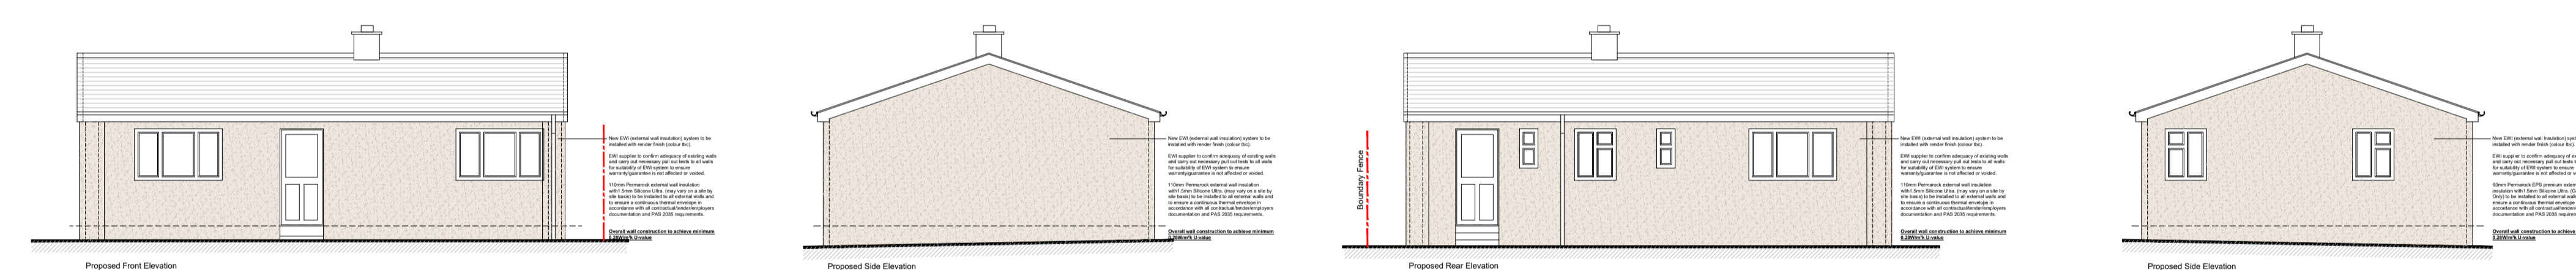 New EWI (external wall insulation) system to be
installed with render finish (colour tbc).
EWI supplier to confirm adequacy of existing walls
and carry out necessary pull out tests to all walls
for suitability of EWI system to ensure
warranty/guarantee is not affected or voided.
110mm Permarock external wall insulation
with1.5mm Silicone Ultra. (may vary on a site by
site basis) to be installed to all external walls and
to ensure a continuous thermal envelope in
accordance with all contractual/tender/employers
documentation and PAS 2035 requirements.
Overall wall construction to achieve minimum
0.28W/m²k U-value
Proposed Front Elevation
New EWI (external wall insulation) system to be
installed with render finish (colour tbc).
EWI supplier to confirm adequacy of existing walls
and carry out necessary pull out tests to all walls
for suitability of EWI system to ensure
warranty/guarantee is not affected or voided.
110mm Permarock external wall insulation
with1.5mm Silicone Ultra. (may vary on a site by
site basis) to be installed to all external walls and
to ensure a continuous thermal envelope in
accordance with all contractual/tender/employers
documentation and PAS 2035 requirements.
Overall wall construction to achieve minimum
0.28W/m²k U-value
Proposed Side Elevation
Boundary Fence
New EWI (external wall insulation) system to be
installed with render finish (colour tbc).
EWI supplier to confirm adequacy of existing walls
and carry out necessary pull out tests to all walls
for suitability of EWI system to ensure
warranty/guarantee is not affected or voided.
110mm Permarock external wall insulation
with1.5mm Silicone Ultra. (may vary on a site by
site basis) to be installed to all external walls and
to ensure a continuous thermal envelope in
accordance with all contractual/tender/employers
documentation and PAS 2035 requirements.
Overall wall construction to achieve minimum
0.28W/m²k U-value
Proposed Rear Elevation
New EWI (external wall insulation)
installed with render finish (colour tbc).
EWI supplier to confirm adequacy of
and carry out necessary pull out tests
for suitability of EWI system to ensure
warranty/guarantee is not affected or
60mm Permarock EPS premium
insulation with1.5mm Silicone Ultra.
Only) to be installed to all external
ensure a continuous thermal envelope
accordance with all
documentation and PAS 2035
Overall wall construction to achieve
0.28W/m²k U-value
Proposed Side Elevation